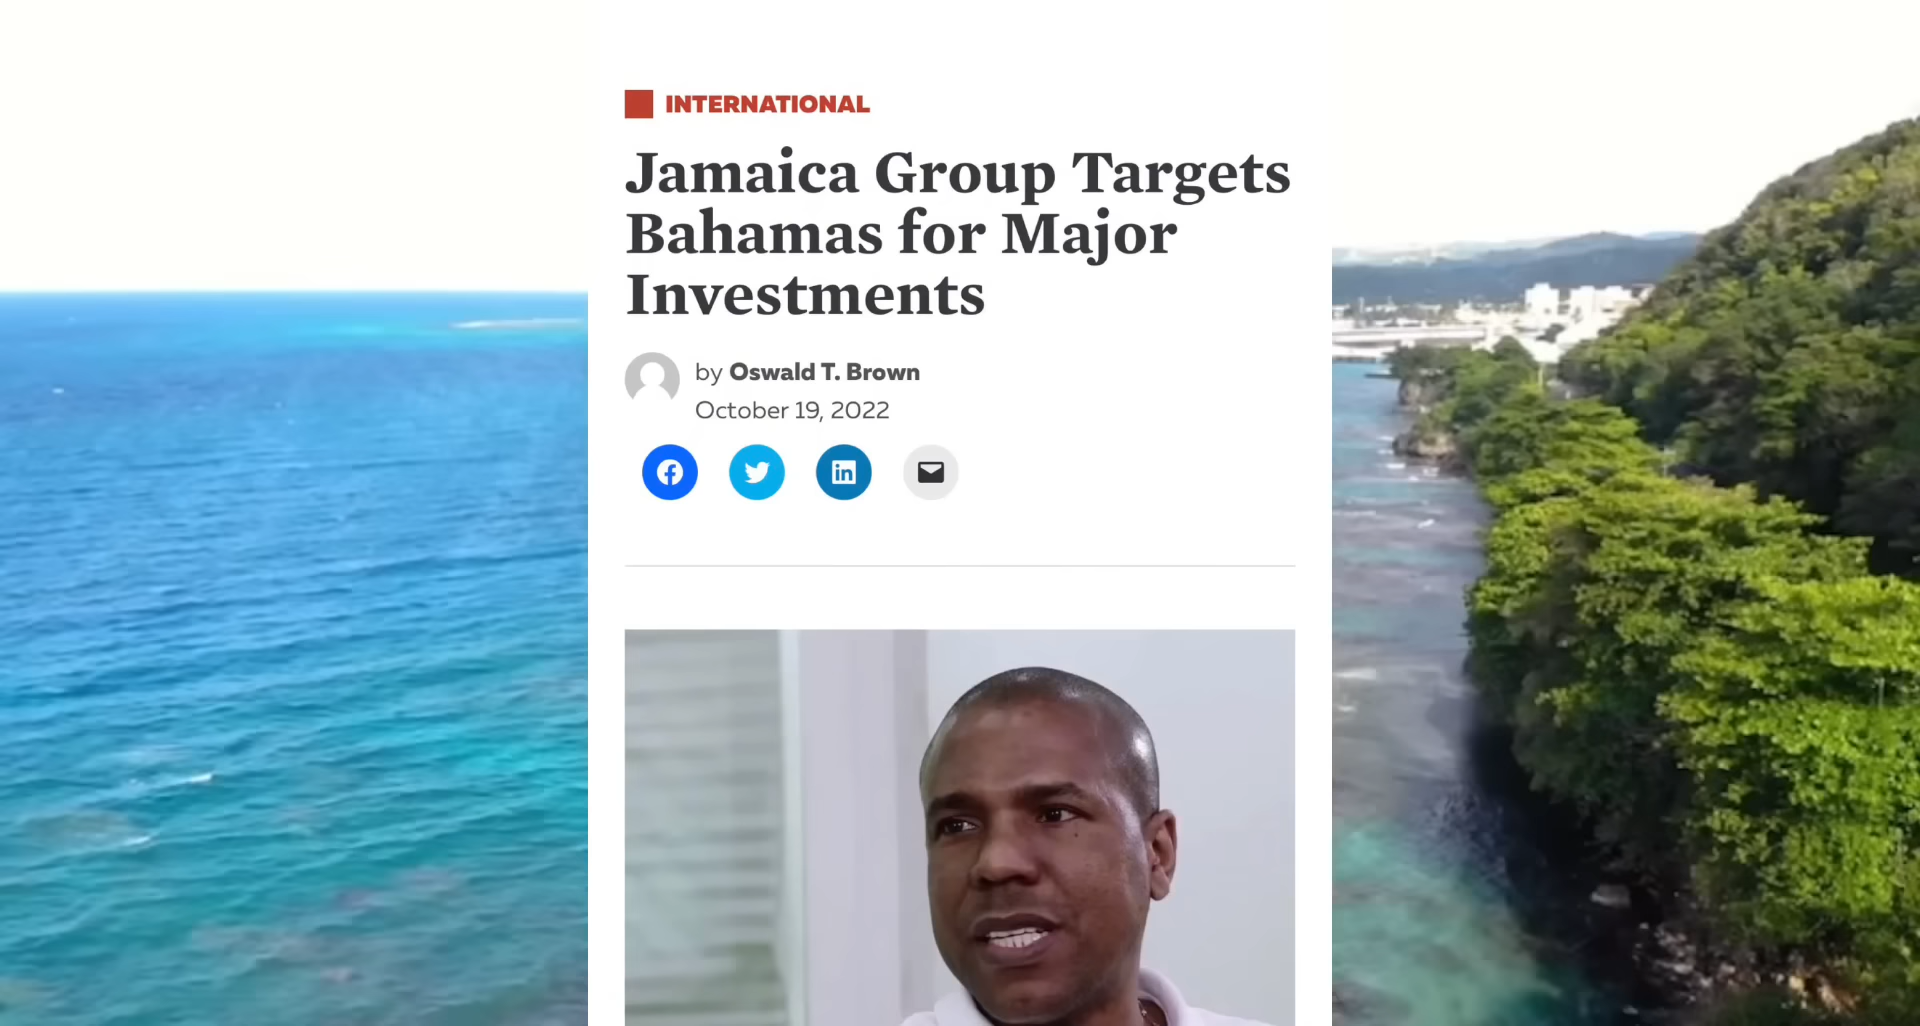 INTERNATIONAL
Jamaica Group Targets
Bahamas for Major
Investments
by Oswald T. Brown
October 19, 2022